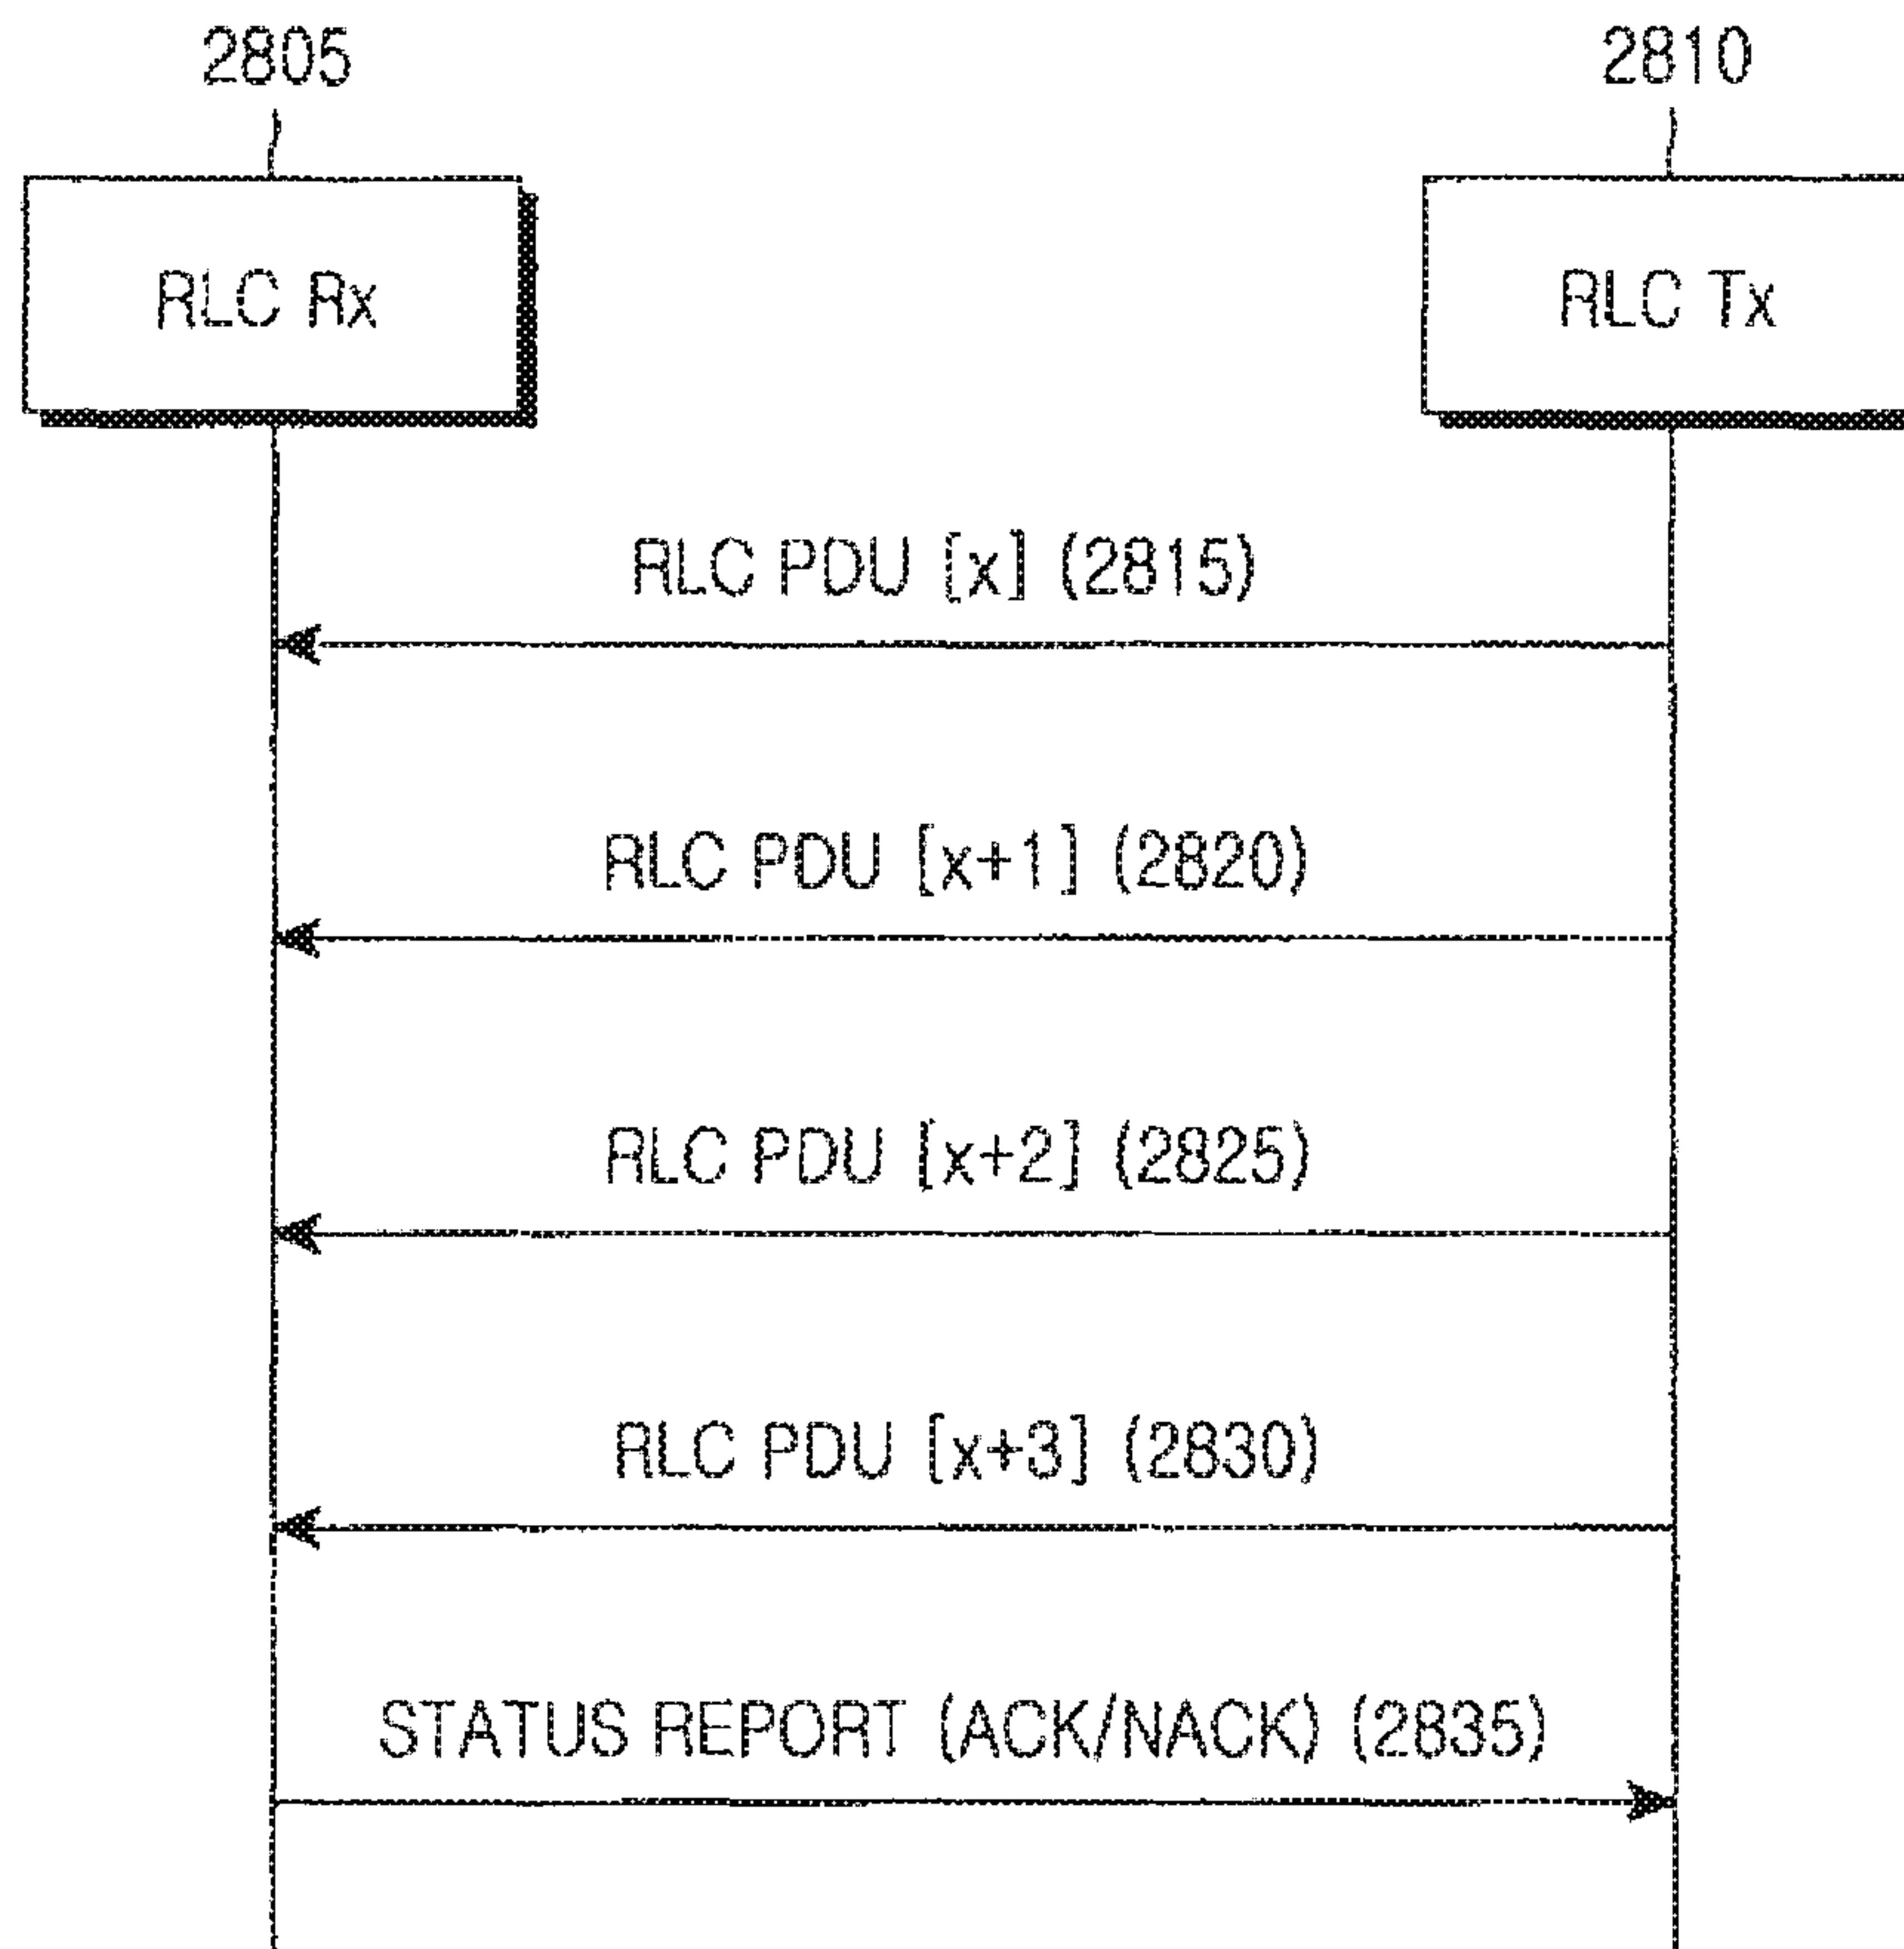 2805
2810
RLC Rx
RLC Tx
RLC PDU [x] (2815)
RLC PDU [x+1] (2820)
RLC PDU [x+2] (2825)
RLC PDU [x+3] (2830)
STATUS REPORT (ACK/NACK) (2835)